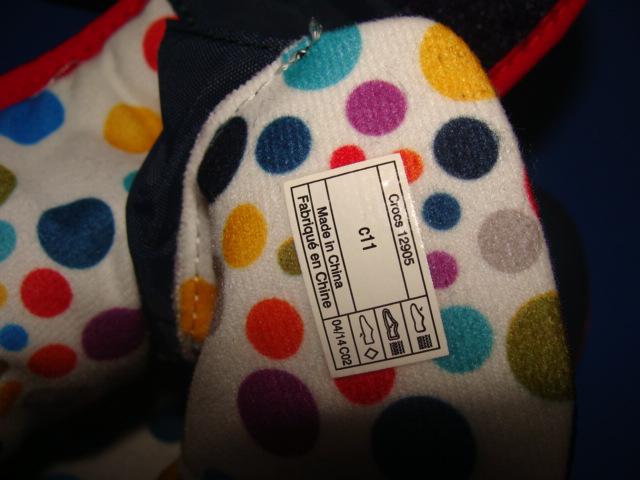 Crocs 12905
c11
Made in China
Fabriqué en Chine
04/14 C02